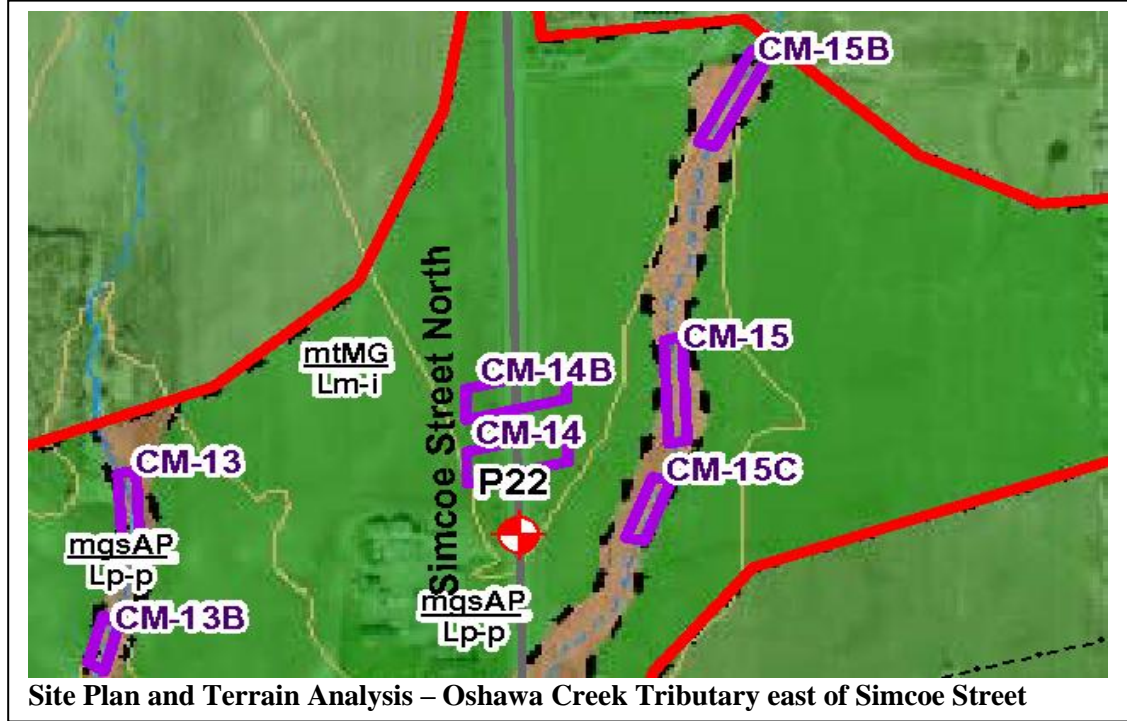 CM-15B
CM-15
mtMG
Lm-i
Simcoe Street North
CM-14B
CM-14
P22
CM-15C
CM-13
mgsAP
Lp-p
mgsAP
Lp-p
CM-13B
Site Plan and Terrain Analysis – Oshawa Creek Tributary east of Simcoe Street